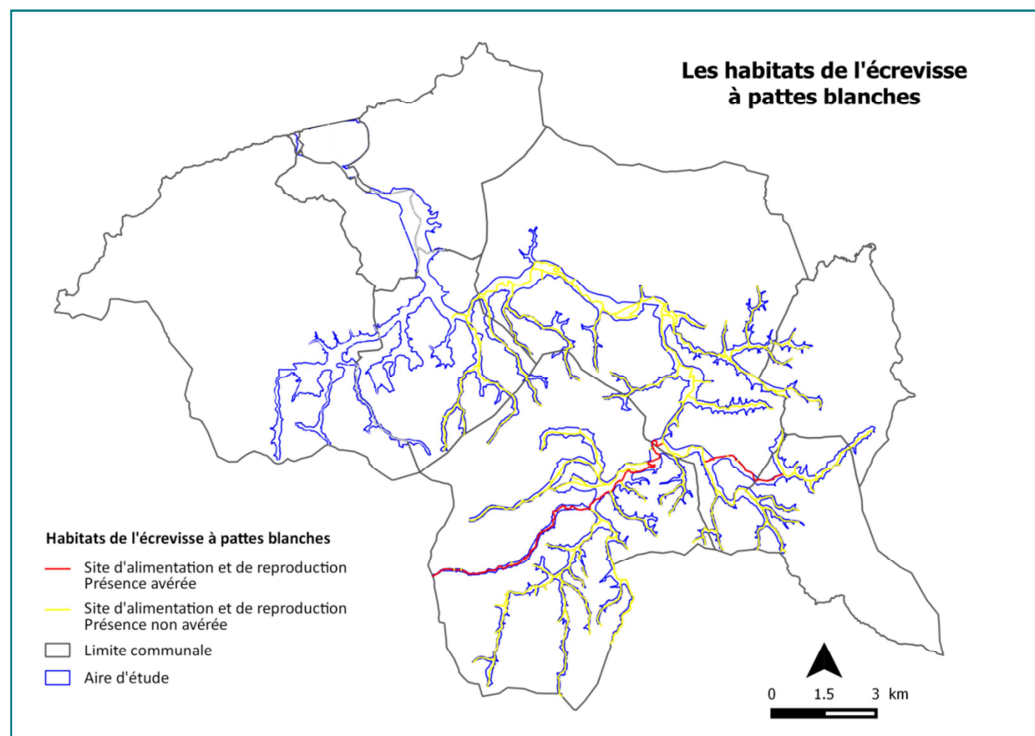 Les habitats de l'écrevisse
à pattes blanches
Habitats de l'écrevisse à pattes blanches
Site d'alimentation et de reproduction
Présence avérée
Site d'alimentation et de reproduction
Présence non avérée
Limite communale
Aire d'étude
0 1.5 3 km